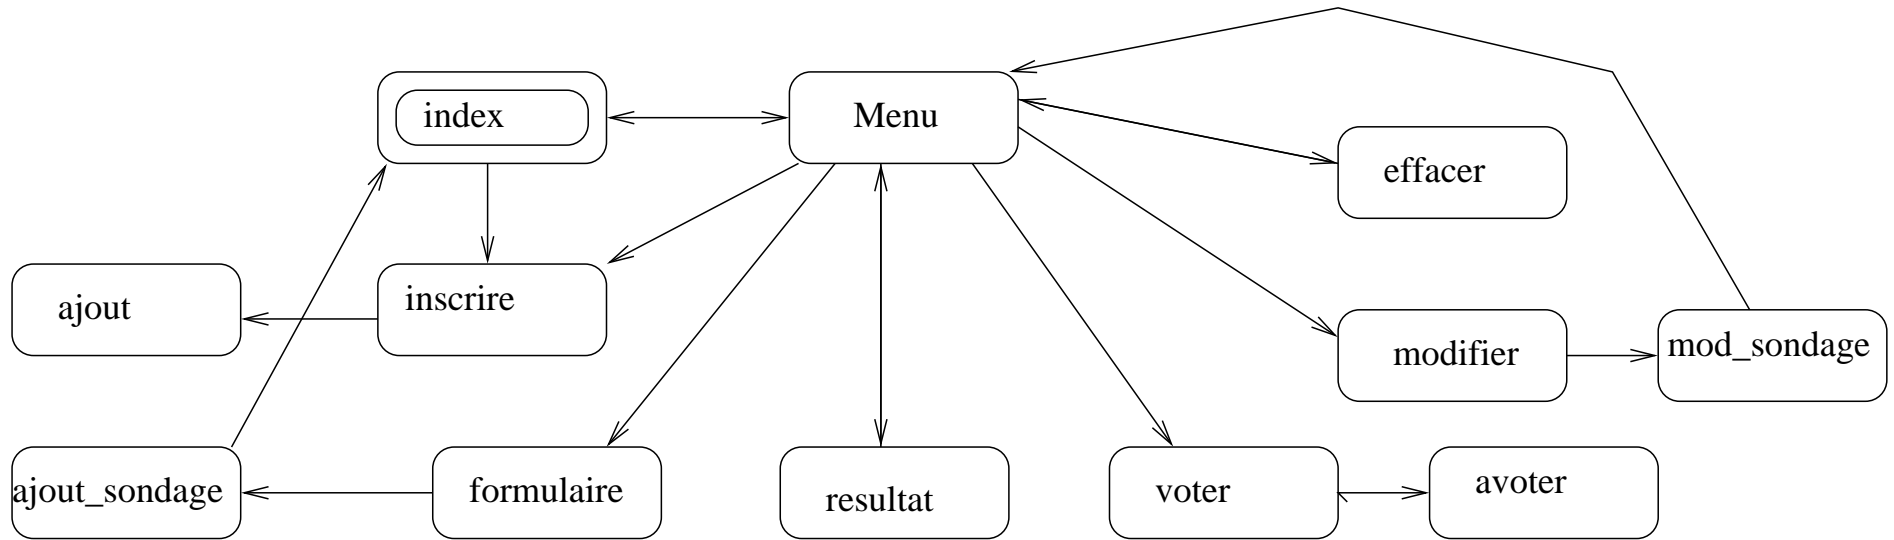 index
Menu
effacer
ajout
inscrire
modifier
mod_sondage
ajout_sondage
formulaire
resultat
voter
avoter